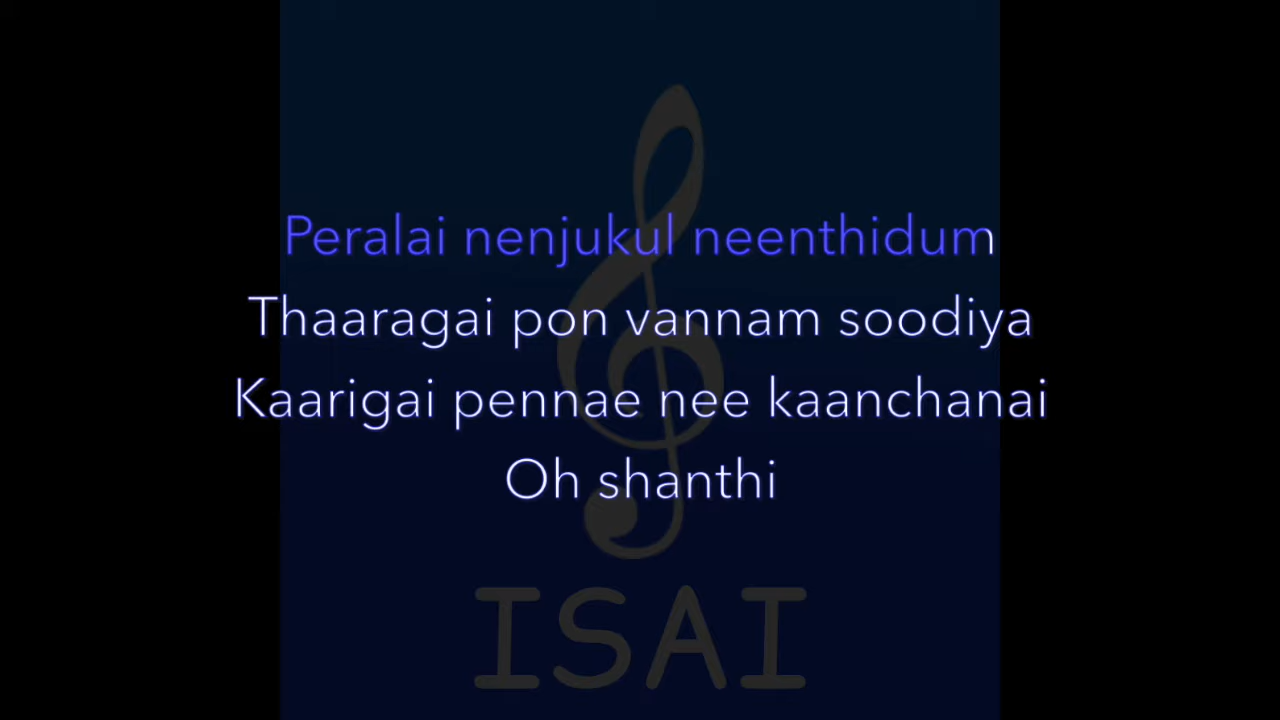 Peralai nenjukul neenthidum
Thaaragai pon vannam soodiya
Kaarigai pennae nee kaanchanai
Oh shanthi
ISAI